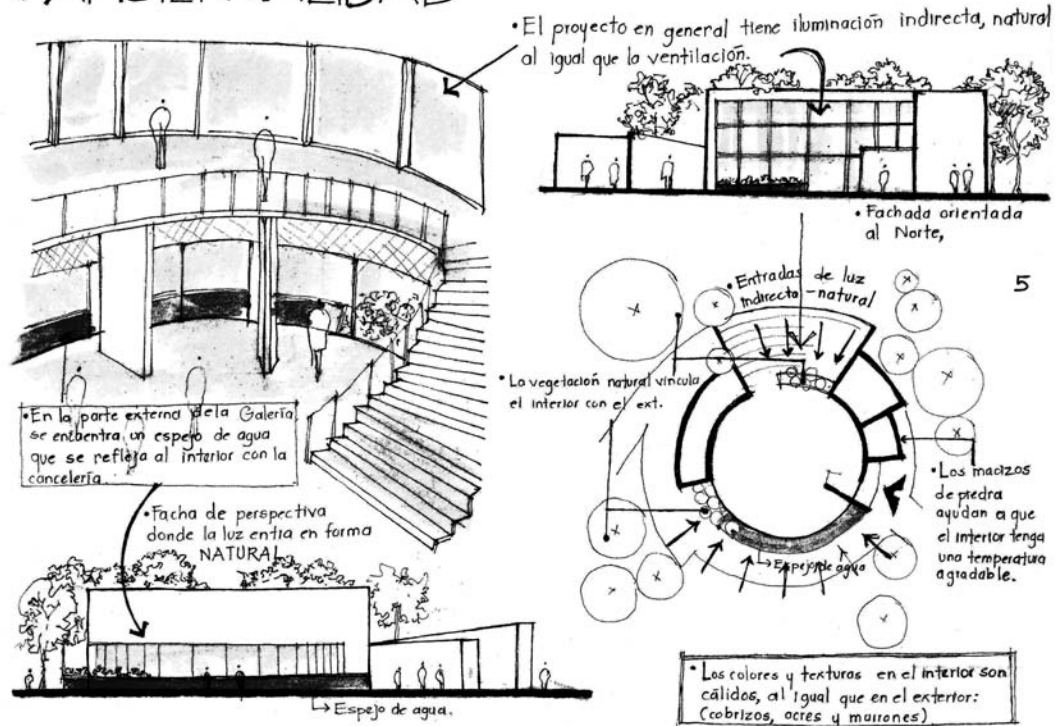 • El proyecto en general tiene iluminación indirecta, natural
al igual que la ventilación.
• Fachada orientada
al Norte,
5
• Entradas de luz
indirecta-natural
• La vegetación natural vincula
el interior con el ext.
• En la parte externa dela Galería
se encuentra un espejo de agua
que se refleja al interior con la
cancelería.
• Los macizos
de piedra
ayudan a que
el interior tenga
una temperatura
agradable.
• Facha de perspectiva
donde la luz entra en forma
NATURAL
Espejo de agua
Espejo de agua.
• Los colores y texturas en el interior son
cálidos, al igual que en el exterior:
(cobrizos, ocres y marrones)